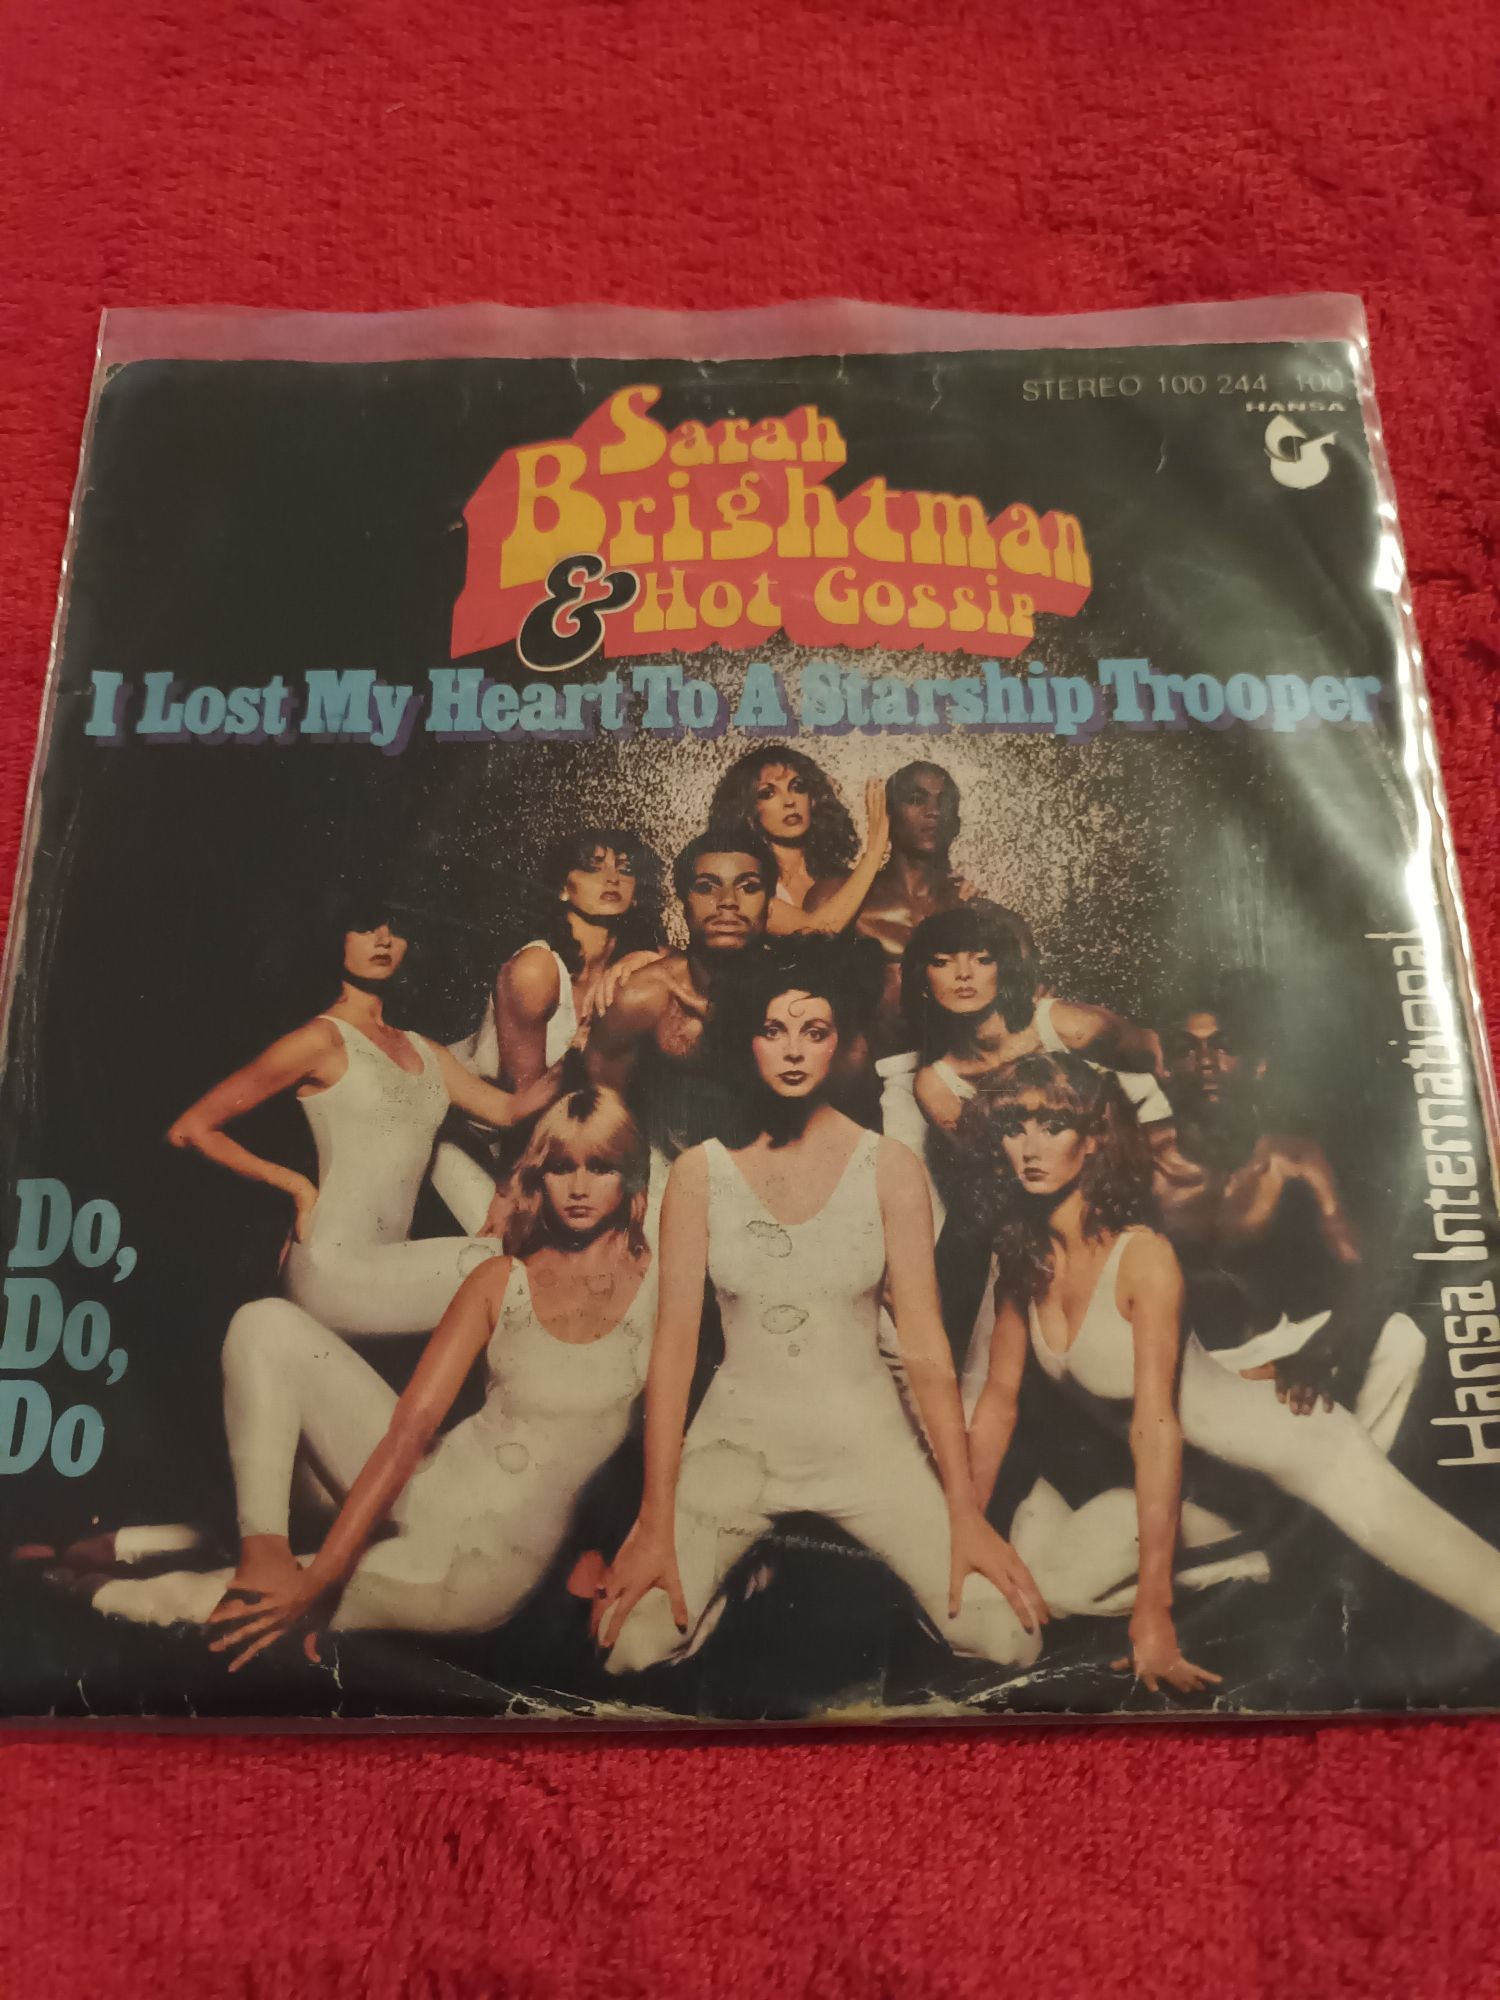 STEREO 100 244 - 100
HANSA
Sarah
Brightman
& Hot Gossip
I Lost My Heart To A Starship Trooper
Do,
Do,
Do
Hansa International